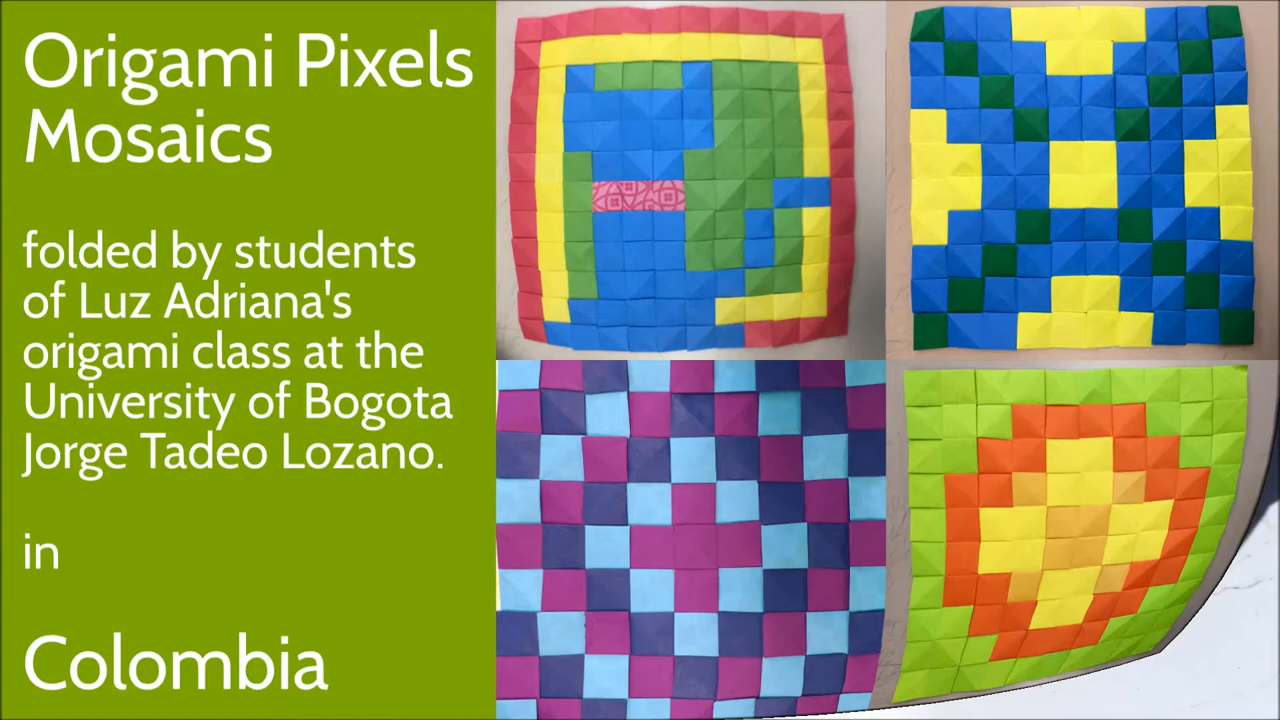 Origami Pixels
Mosaics
folded by students
of Luz Adriana's
origami class at the
University of Bogota
Jorge Tadeo Lozano.
in
Colombia